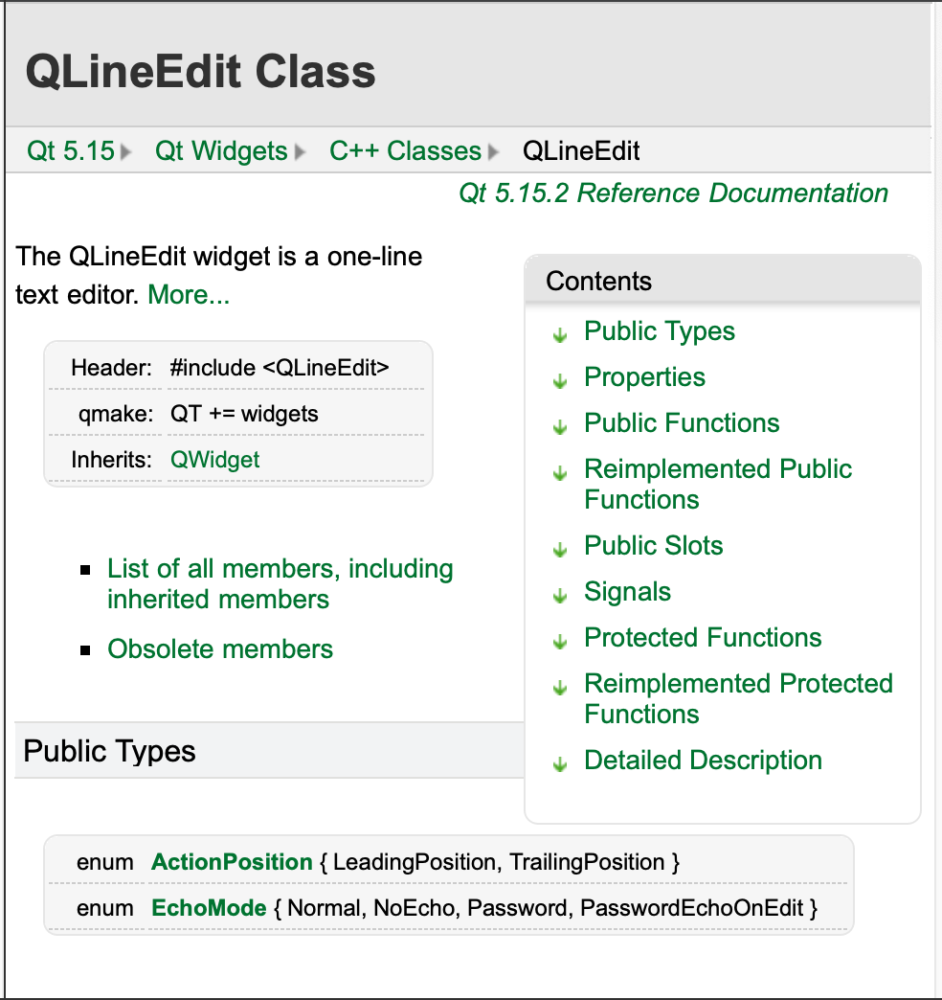 QLineEdit Class
Qt 5.15 Qt Widgets C++ Classes QLineEdit
Qt 5.15.2 Reference Documentation
The QLineEdit widget is a one-line
text editor. More...
Header: #include <QLineEdit>
qmake: QT += widgets
Inherits: QWidget
List of all members, including
inherited members
Obsolete members
Contents
Public Types
Properties
Public Functions
Reimplemented Public
Functions
Public Slots
Signals
Protected Functions
Reimplemented Protected
Functions
Detailed Description
Public Types
enum ActionPosition { LeadingPosition, TrailingPosition }
enum EchoMode { Normal, NoEcho, Password, PasswordEchoOnEdit }